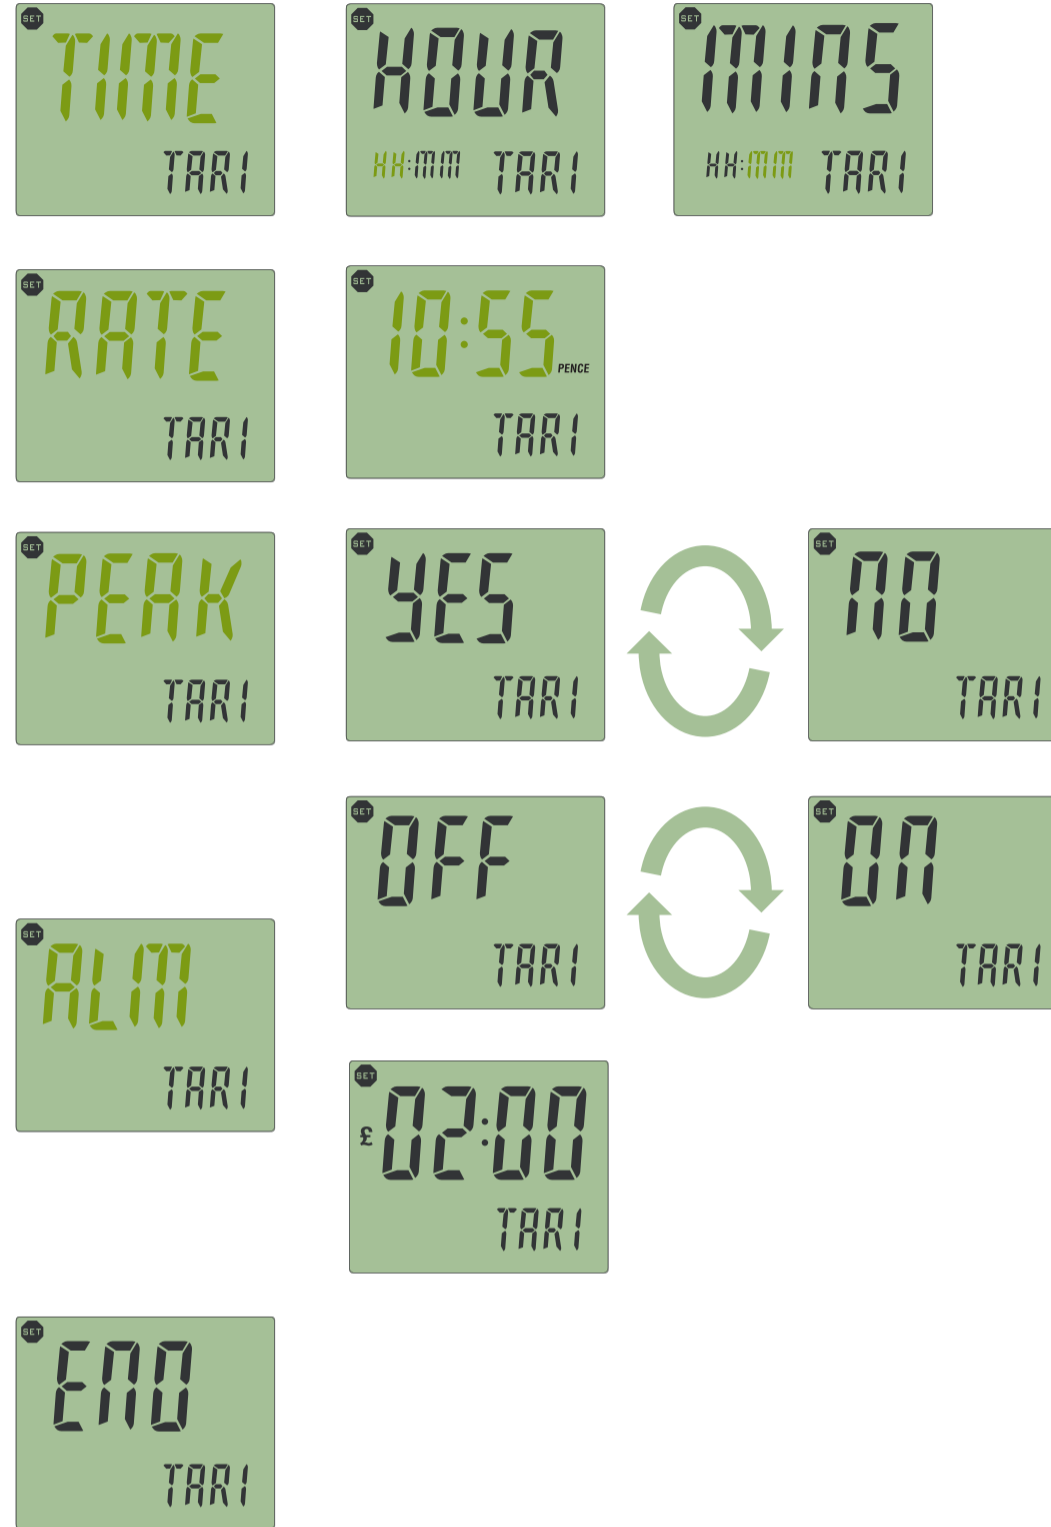 SET
TIME
TAR1
SET
HOUR
HH:MM TAR1
SET
MINS
HH:MM TAR1
SET
RATE
TAR1
SET
10:55 PENCE
TAR1
SET
PEAK
TAR1
SET
YES
TAR1
SET
NO
TAR1
SET
OFF
TAR1
SET
ON
TAR1
SET
ALM
TAR1
SET
£02:00
TAR1
SET
END
TAR1